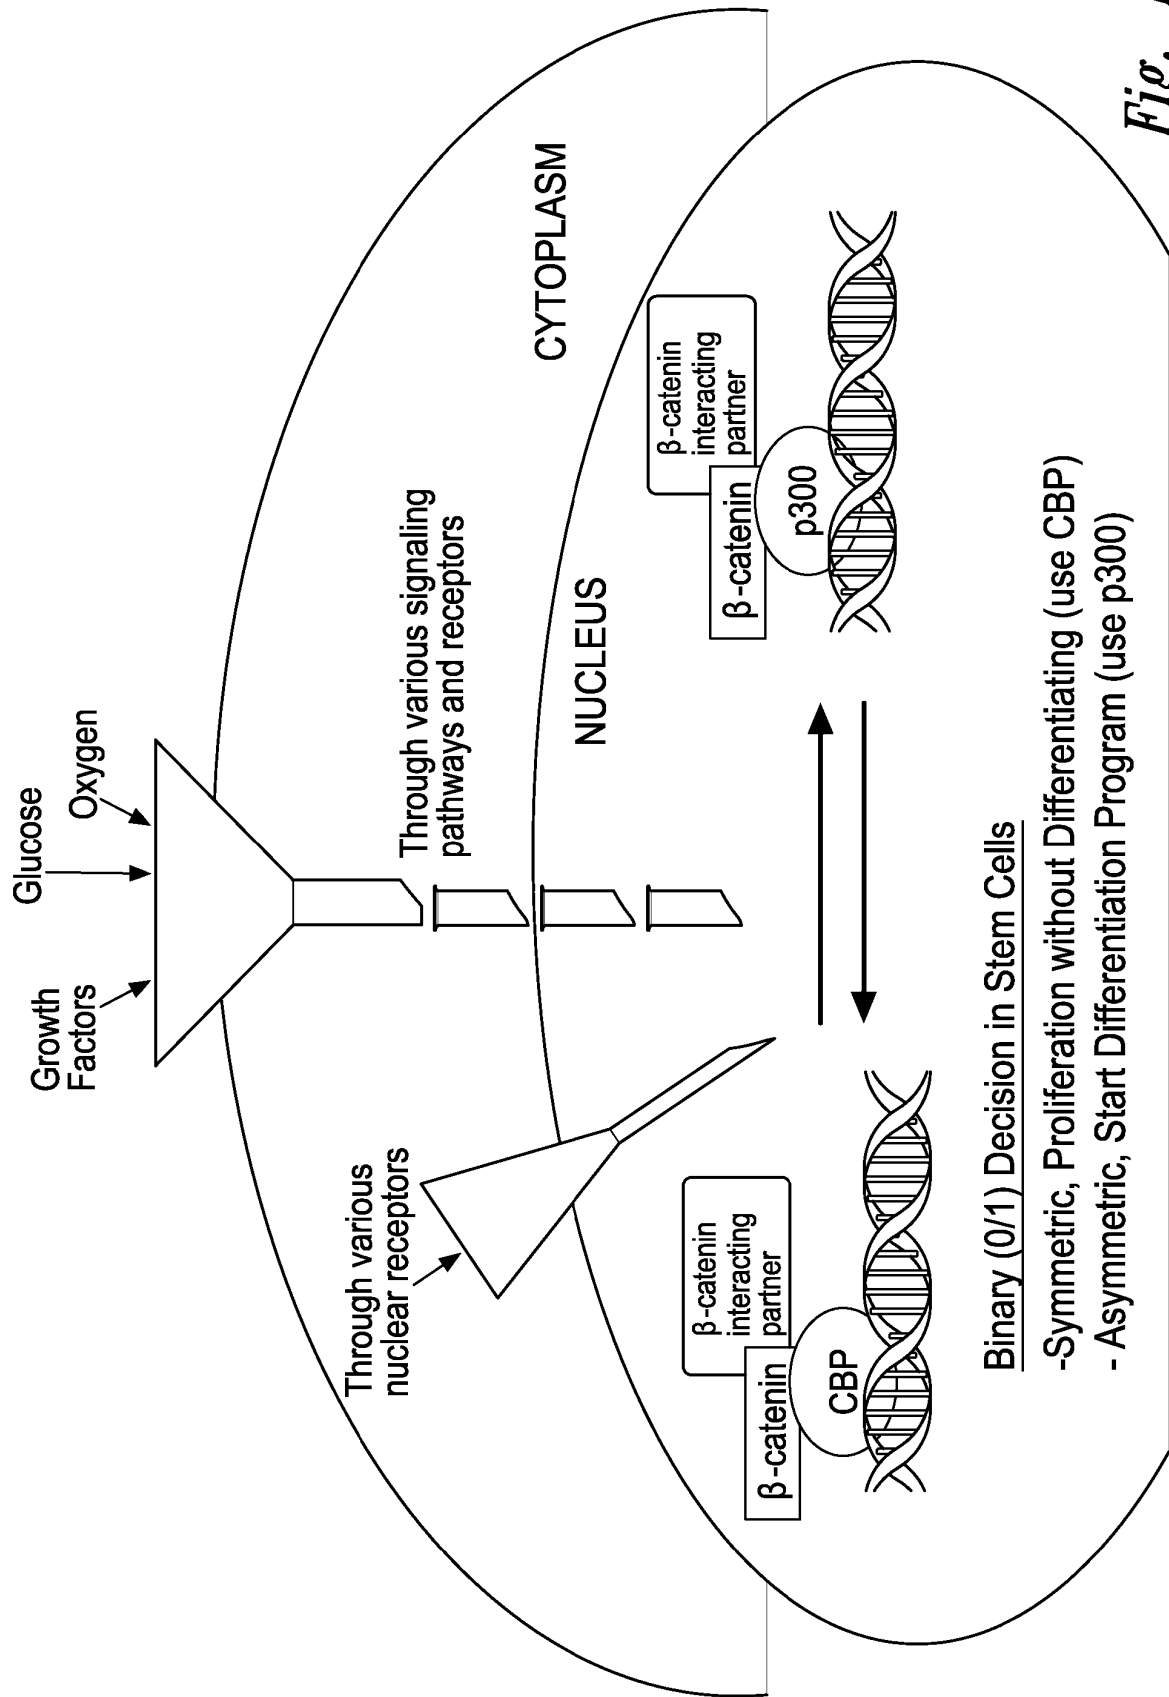 Growth
Factors
Glucose
Oxygen
Through various signaling
pathways and receptors
Through various
nuclear receptors
CYTOPLASM
NUCLEUS
β-catenin
interacting
partner
β-catenin
CBP
β-catenin
interacting
partner
β-catenin
p300
Binary (0/1) Decision in Stem Cells
-Symmetric, Proliferation without Differentiating (use CBP)
- Asymmetric, Start Differentiation Program (use p300)
Fig.